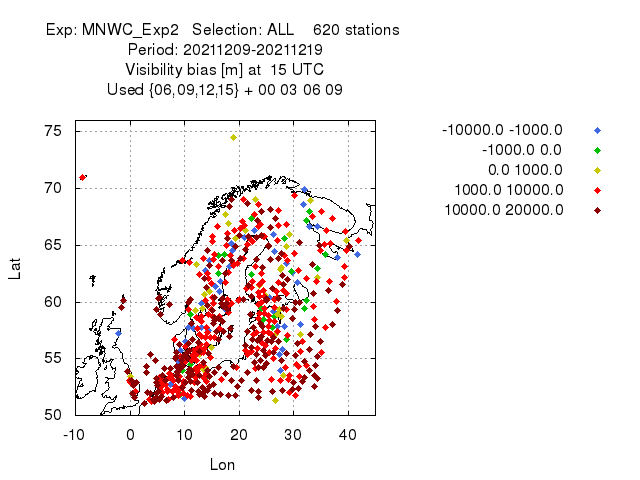 Exp: MNWC_Exp2 Selection: ALL 620 stations
Period: 20211209-20211219
Visibility bias [m] at 15 UTC
Used {06,09,12,15} + 00 03 06 09
-10000.0 -1000.0
-1000.0 0.0
0.0 1000.0
1000.0 10000.0
10000.0 20000.0
75
70
65
60
55
50
Lat
-10 0 10 20 30 40
Lon